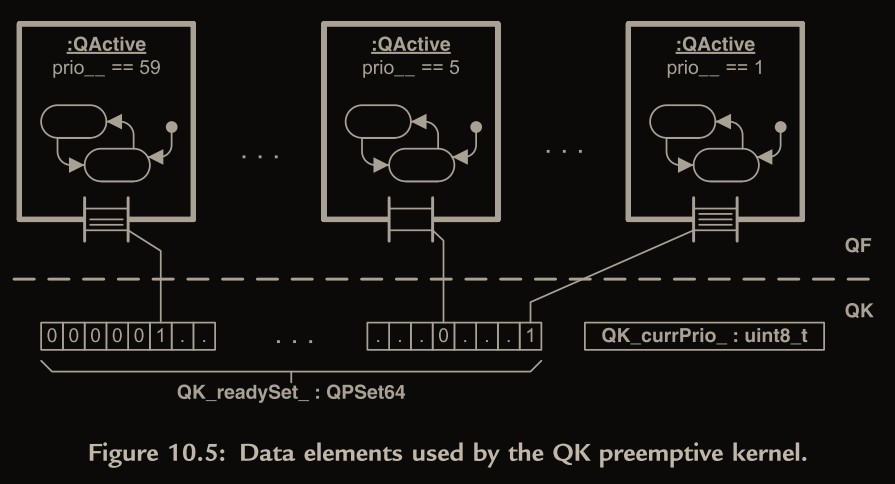 :QActive
prio__ == 59
:QActive
prio__ == 5
:QActive
prio__ == 1
. . .
. . .
QF
QK
0 0 0 0 0 1 . .
. . .
. . . 0 . . . 1
QK_currPrio_ : uint8_t
QK_readySet_ : QPSet64
Figure 10.5: Data elements used by the QK preemptive kernel.